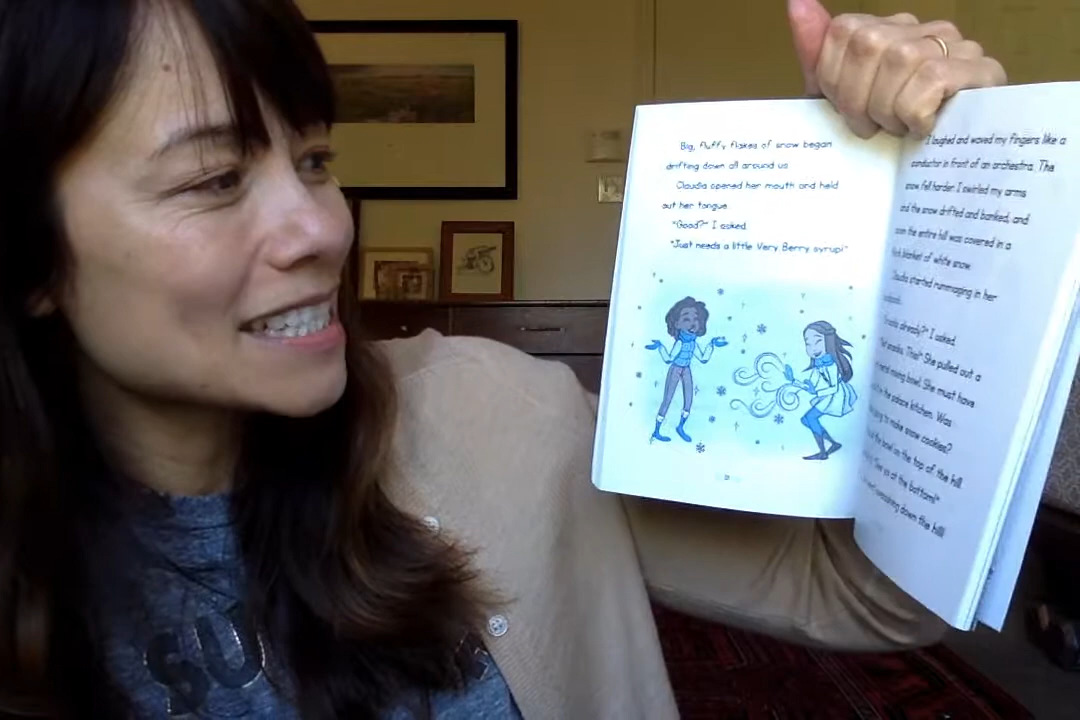 Big, fluffy flakes of snow began
drifting down all around us.
Claudia opened her mouth and held
out her tongue.
"Good?" I asked.
"Just needs a little Very Berry syrup!"
I laughed and waved my fingers like a
conductor in front of an orchestra. The
snow fell harder. I swirled my arms
and the snow drifted and banked, and
soon the entire hill was covered in a
thick blanket of white snow.
Claudia started rummaging in her
already?" I asked.
snacks. This!" She pulled out a
metal mixing bowl. She must have
the palace kitchen. Was
going to make snow cookies?
the bowl on the top of the hill.
at the bottom!"
down the hill!
SOU